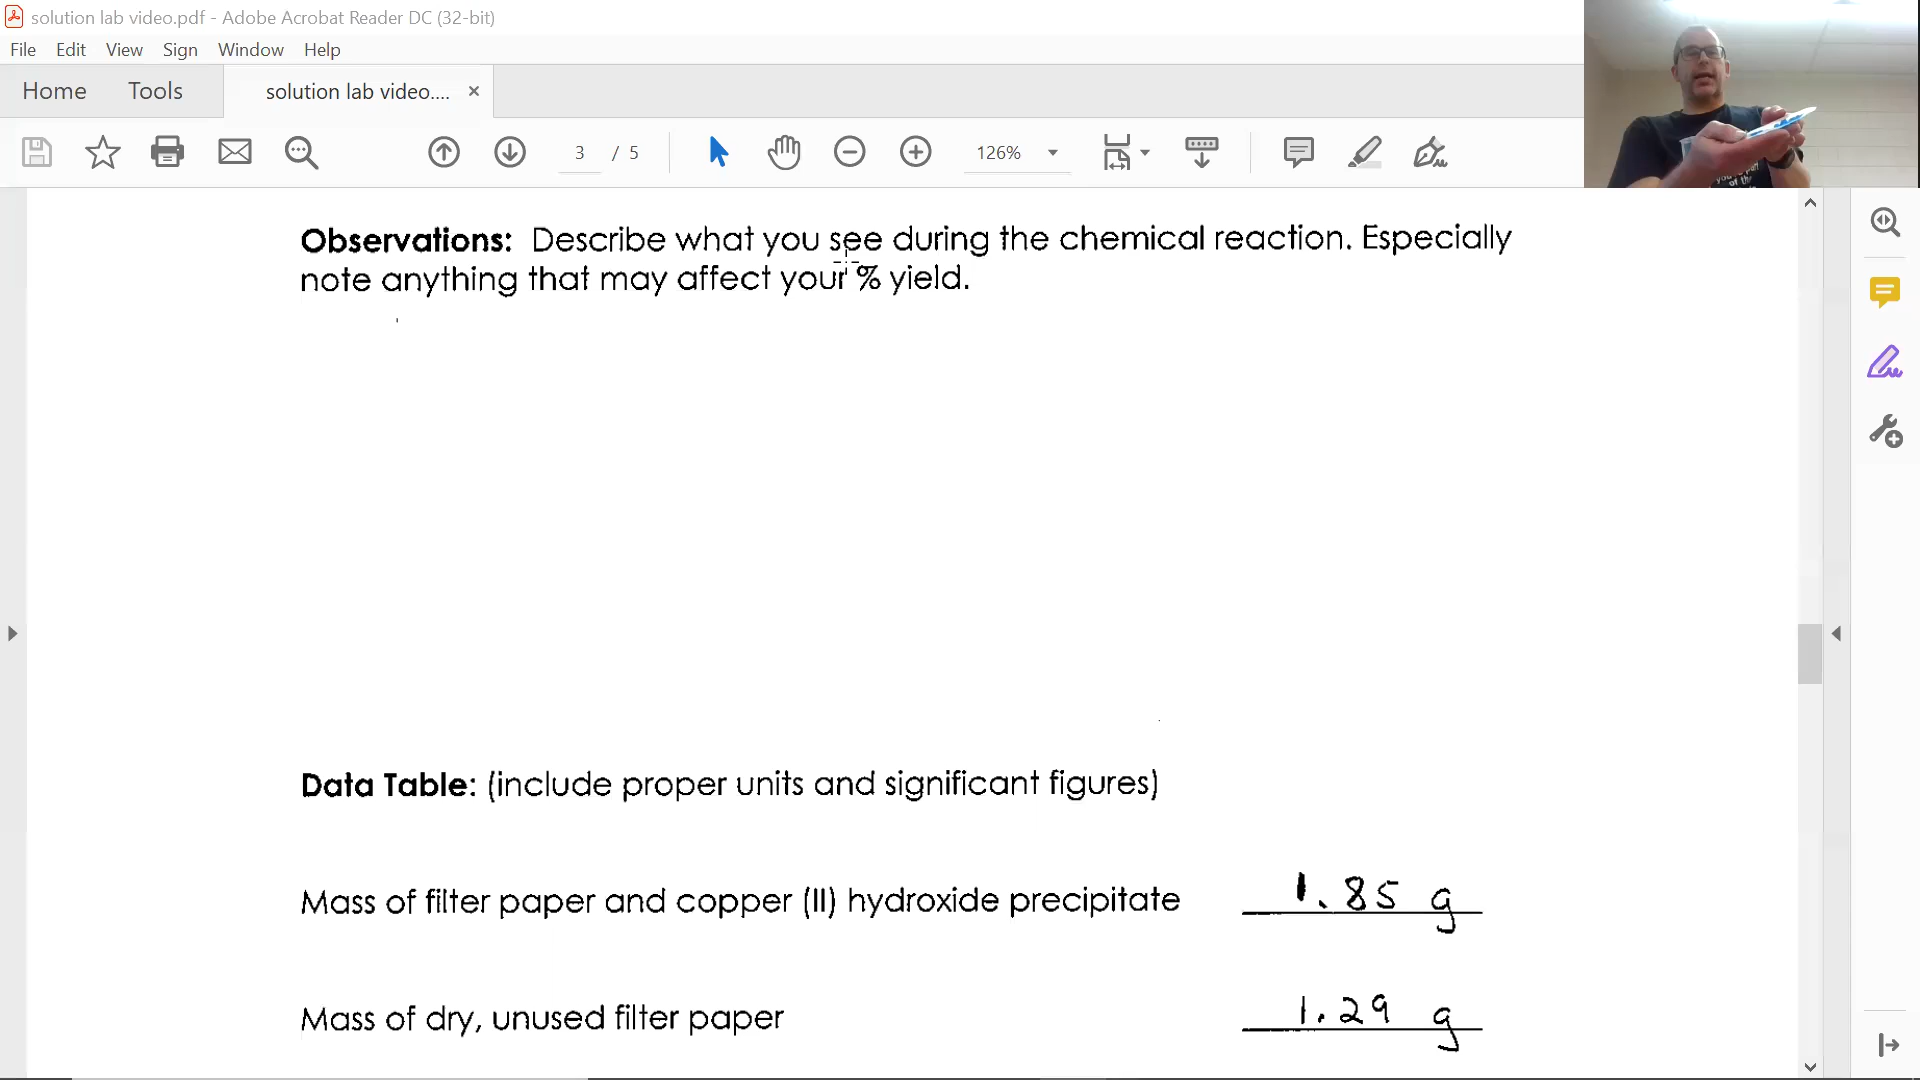 solution lab video.pdf - Adobe Acrobat Reader DC (32-bit)
File Edit View Sign Window Help
Home Tools solution lab video.... ×
3 / 5 126%
Observations: Describe what you see during the chemical reaction. Especially
note anything that may affect your % yield.
Data Table: (include proper units and significant figures)
Mass of filter paper and copper (II) hydroxide precipitate 1.85 g
Mass of dry, unused filter paper 1.29 g
of the